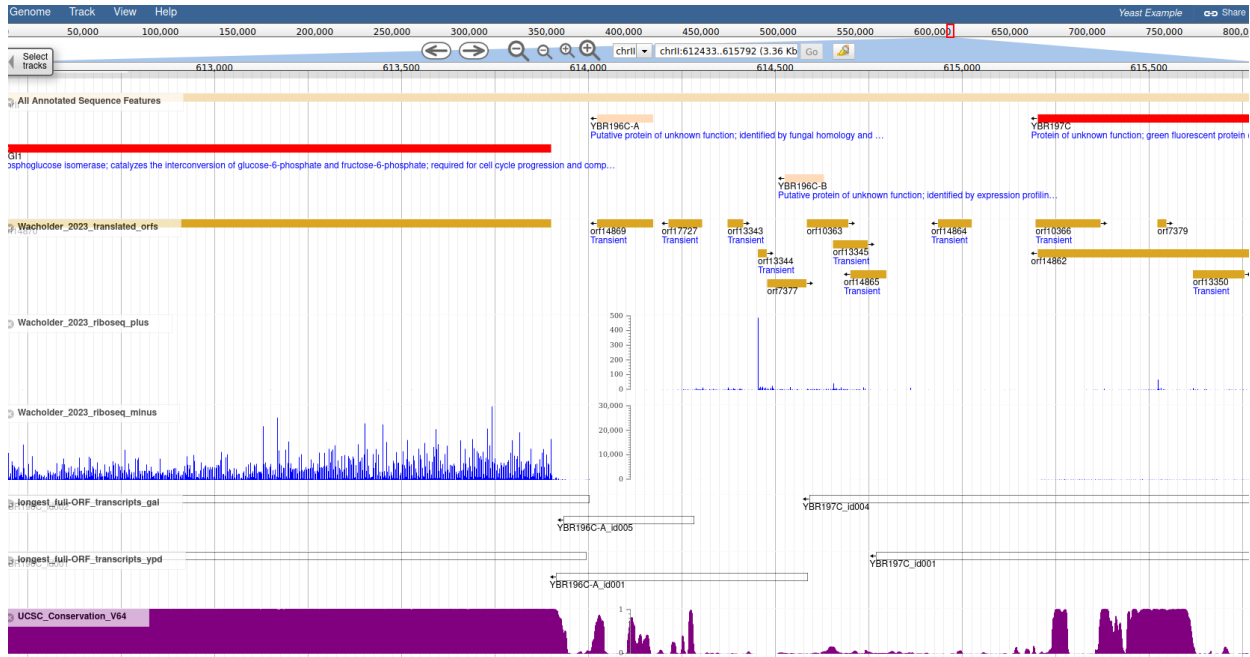 Genome Track View Help Yeast Example Share
50,000 100,000 150,000 200,000 250,000 300,000 350,000 400,000 450,000 500,000 550,000 600,000 650,000 700,000 750,000 800,0
Select tracks
chrII chrII:612433..615792 (3.36 Kb Go
613,000 613,500 614,000 614,500 615,000 615,500
All Annotated Sequence Features
YBR196C-A YBR197C
Putative protein of unknown function; identified by fungal homology and ... Protein of unknown function; green fluorescent protein
GI1
osphoglucose isomerase; catalyzes the interconversion of glucose-6-phosphate and fructose-6-phosphate; required for cell cycle progression and comp...
YBR196C-B
Putative protein of unknown function; identified by expression profilin...
Wacholder_2023_translated_orfs
orf14869 orf17727 orf13343 orf10363 orf14864 orf10366 orf7379
Transient Transient Transient Transient Transient
orf13344 orf13345 orf14862
Transient Transient
orf7377 orf14865 orf13350
Transient Transient
Wacholder_2023_riboseq_plus
500
400
300
200
100
0
Wacholder_2023_riboseq_minus
30,000
20,000
10,000
0
longest_full-ORF_transcripts_gal
YBR197C_id004
YBR196C-A_id005
longest_full-ORF_transcripts_ypd
YBR197C_id001
YBR196C-A_id001
UCSC_Conservation_V64
1
0